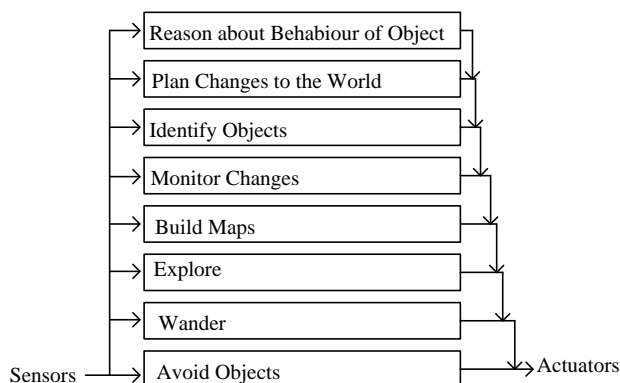 Reason about Behabiour of Object
Plan Changes to the World
Identify Objects
Monitor Changes
Build Maps
Explore
Wander
Sensors
Avoid Objects
Actuators